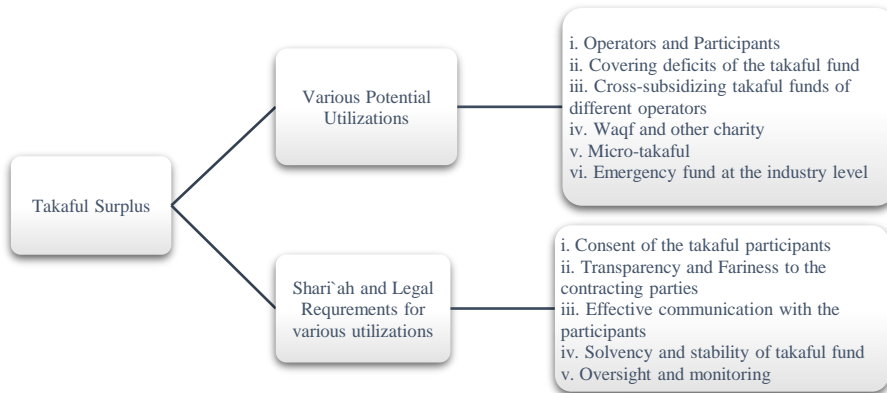 Takaful Surplus
Various Potential
Utilizations
i. Operators and Participants
ii. Covering deficits of the takaful fund
iii. Cross-subsidizing takaful funds of
different operators
iv. Waqf and other charity
v. Micro-takaful
vi. Emergency fund at the industry level
Shari`ah and Legal
Requrements for
various utilizations
i. Consent of the takaful participants
ii. Transparency and Fariness to the
contracting parties
iii. Effective communication with the
participants
iv. Solvency and stability of takaful fund
v. Oversight and monitoring